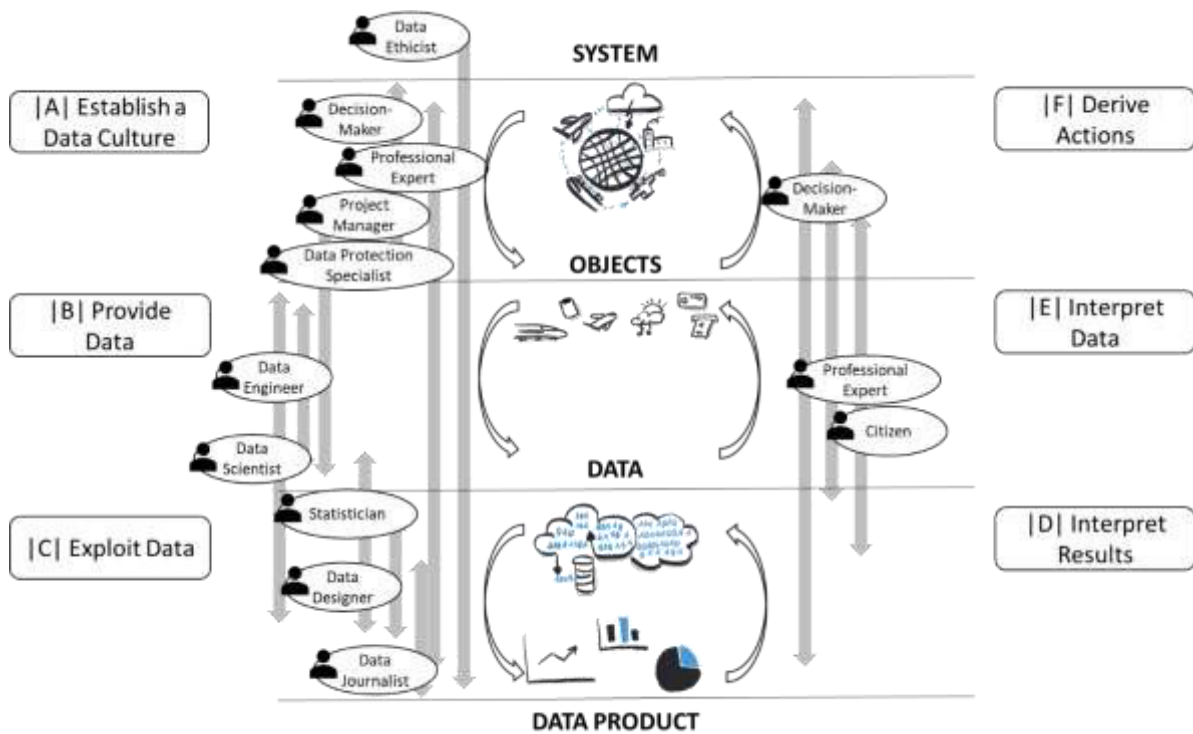 Data
Ethicist
SYSTEM
|A| Establish a
Data Culture
Decision-
Maker
Professional
Expert
Project
Manager
Data Protection
Specialist
|F| Derive
Actions
Decision-
Maker
OBJECTS
|B| Provide
Data
Data
Engineer
Data
Scientist
|E| Interpret
Data
Professional
Expert
Citizen
DATA
Statistician
|C| Exploit Data
Data
Designer
Data
Journalist
|D| Interpret
Results
DATA PRODUCT